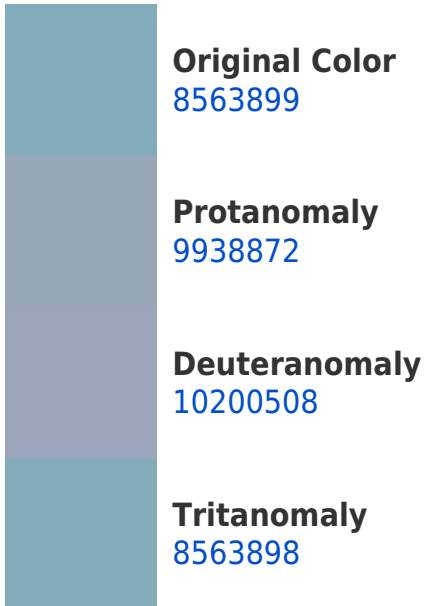 Original Color
8563899
Protanomaly
9938872
Deuteranomaly
10200508
Tritanomaly
8563898